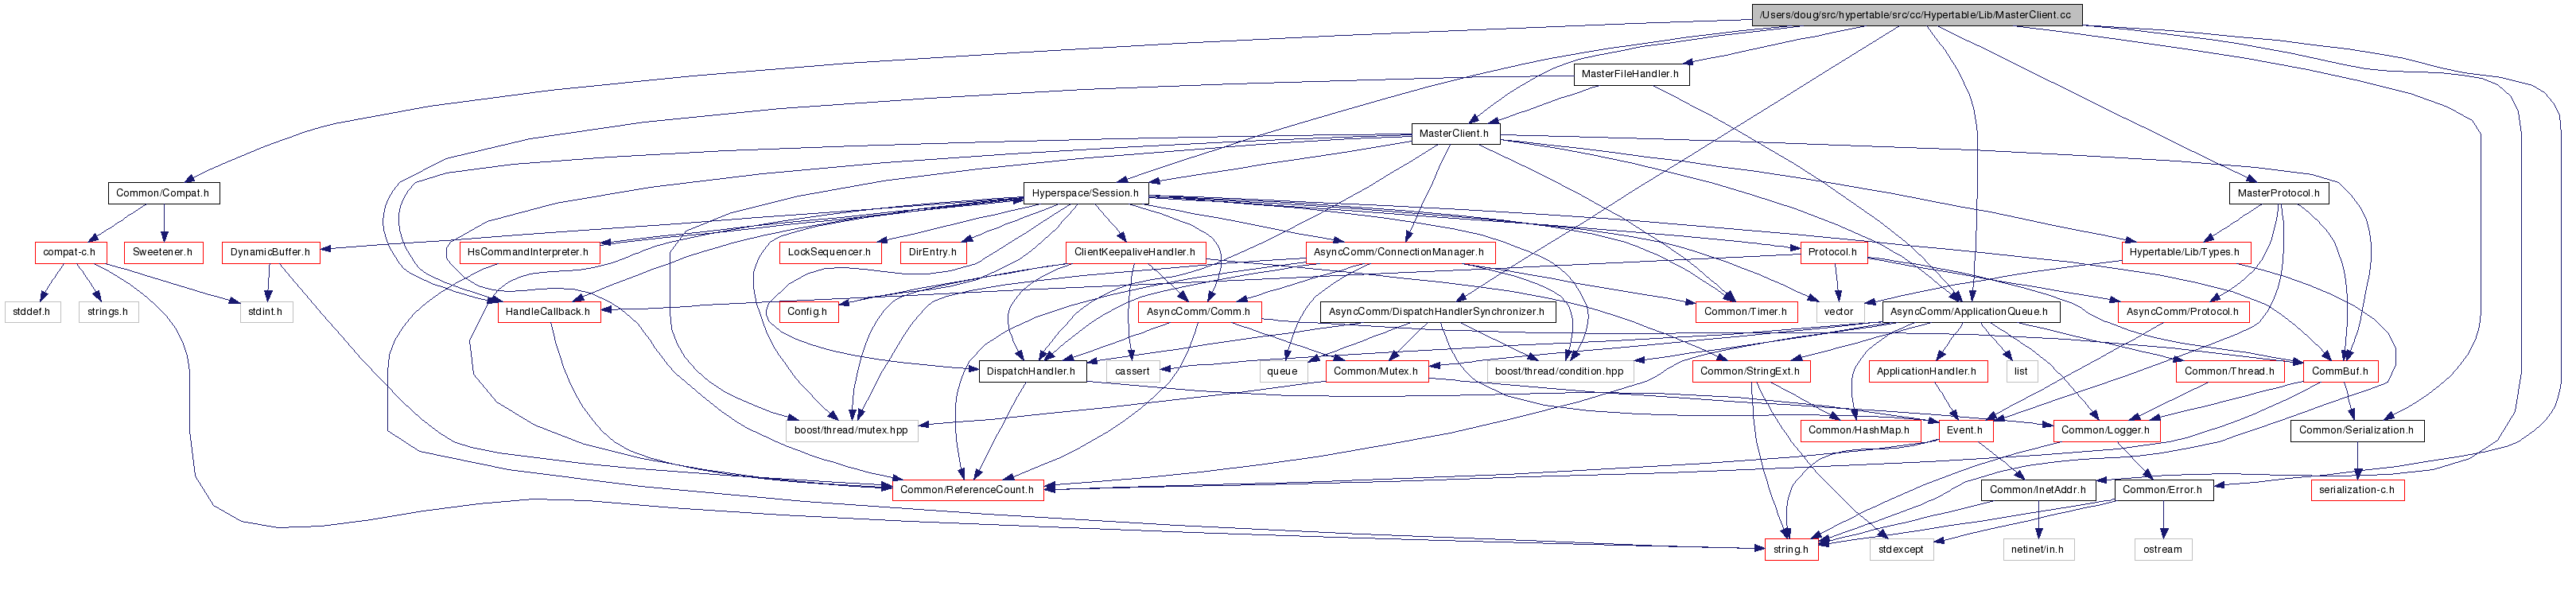 /Users/doug/src/hypertable/src/cc/Hypertable/Lib/MasterClient.cc
MasterFileHandler.h
MasterClient.h
Common/Compat.h
Hyperspace/Session.h
MasterProtocol.h
compat-c.h
Sweetener.h
DynamicBuffer.h
HsCommandInterpreter.h
LockSequencer.h
DirEntry.h
ClientKeepaliveHandler.h
AsyncComm/ConnectionManager.h
Protocol.h
Hypertable/Lib/Types.h
stddef.h
strings.h
stdint.h
HandleCallback.h
Config.h
AsyncComm/Comm.h
AsyncComm/DispatchHandlerSynchronizer.h
Common/Timer.h
vector
AsyncComm/ApplicationQueue.h
AsyncComm/Protocol.h
DispatchHandler.h
cassert
queue
Common/Mutex.h
boost/thread/condition.hpp
Common/StringExt.h
ApplicationHandler.h
list
Common/Thread.h
CommBuf.h
boost/thread/mutex.hpp
Common/HashMap.h
Event.h
Common/Logger.h
Common/Serialization.h
Common/ReferenceCount.h
Common/InetAddr.h
Common/Error.h
serialization-c.h
string.h
stdexcept
netinet/in.h
ostream